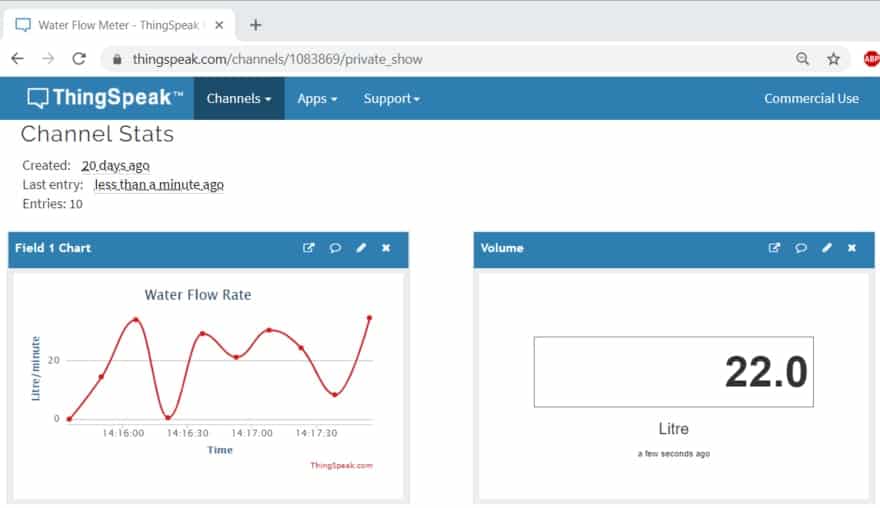 Water Flow Meter - ThingSpeak
thingspeak.com/channels/1083869/private_show
ABP
ThingSpeak™
Channels
Apps
Support
Commercial Use
Channel Stats
Created: 20 days ago
Last entry: less than a minute ago
Entries: 10
Field 1 Chart
Water Flow Rate
Litre/minute
20
0
14:16:00 14:16:30 14:17:00 14:17:30
Time
ThingSpeak.com
Volume
22.0
Litre
a few seconds ago